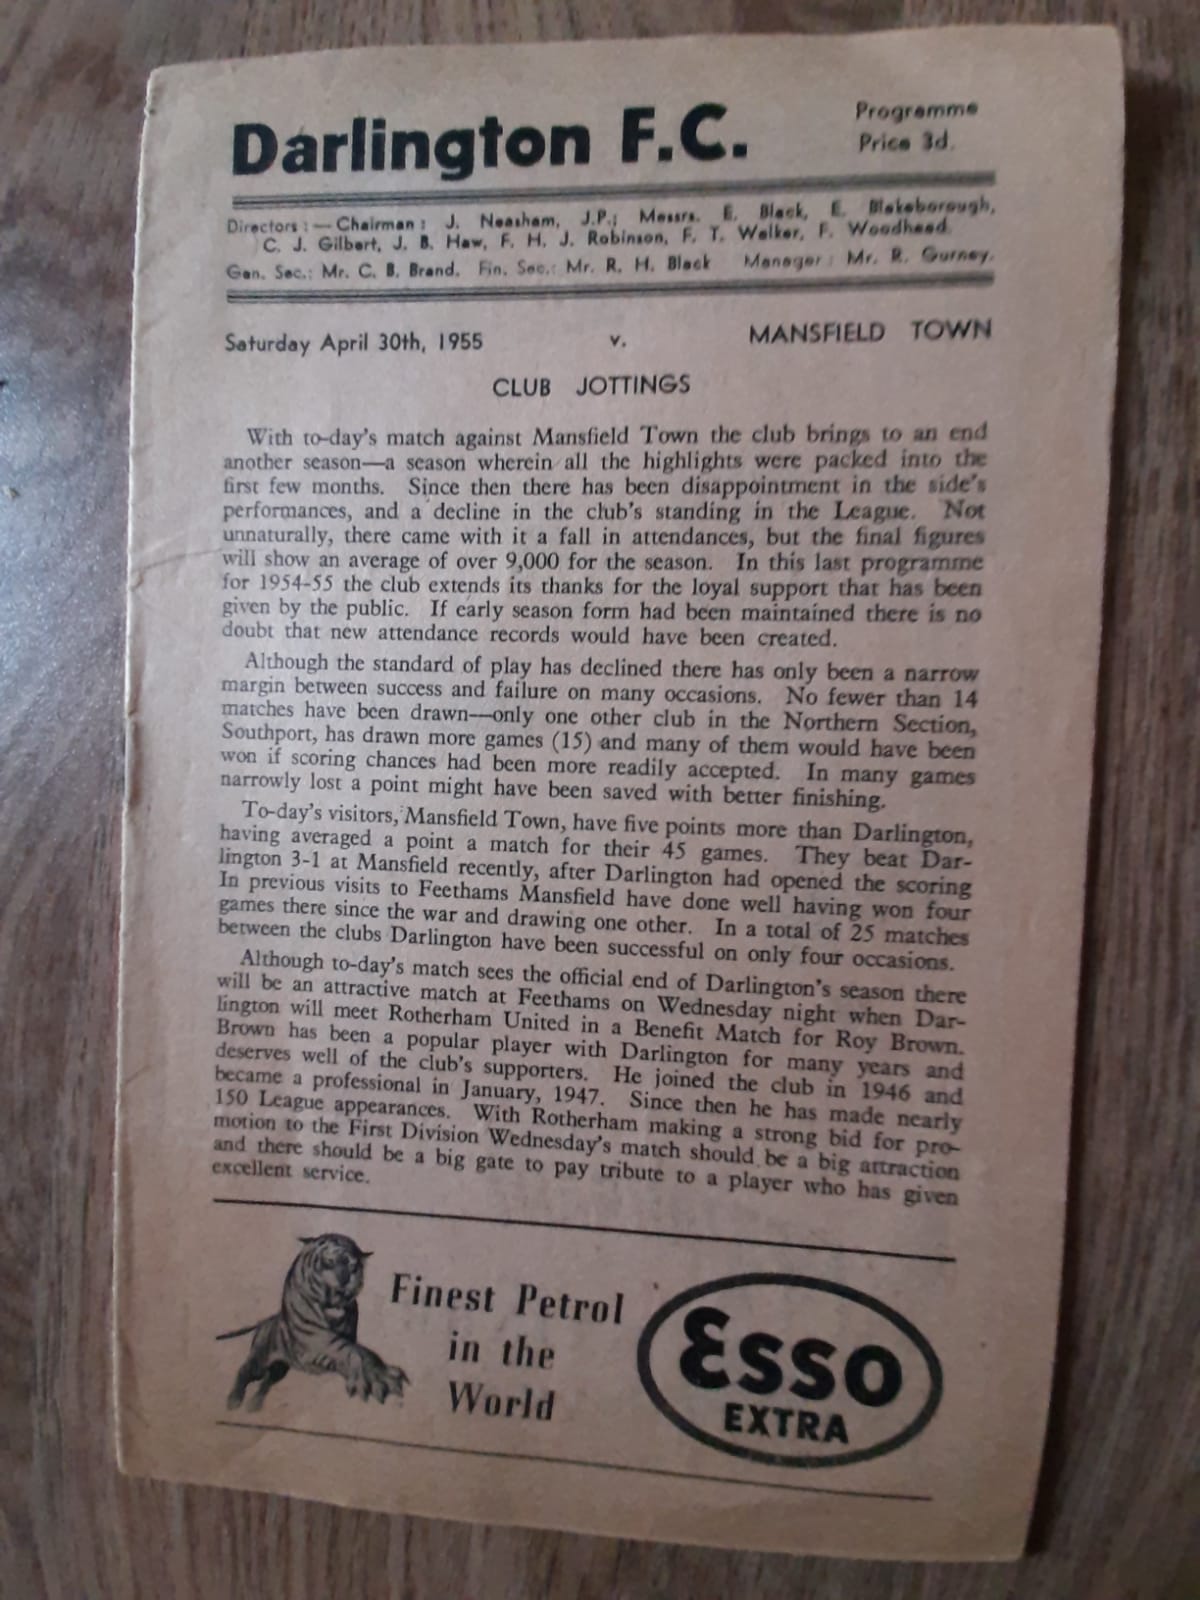 Darlington F.C.
Programme
Price 3d.
Directors :— Chairman : J. Neasham, J.P.; Messrs. E. Black, E. Blakeborough,
C. J. Gilbert, J. B. Haw, F. H. J. Robinson, F. T. Walker, F. Woodhead.
Gen. Sec.: Mr. C. B. Brand. Fin. Sec.: Mr. R. H. Black Manager : Mr. R. Gurney.
Saturday April 30th, 1955 v. MANSFIELD TOWN
CLUB JOTTINGS
With to-day's match against Mansfield Town the club brings to an end
another season—a season wherein all the highlights were packed into the
first few months. Since then there has been disappointment in the side's
performances, and a decline in the club's standing in the League. Not
unnaturally, there came with it a fall in attendances, but the final figures
will show an average of over 9,000 for the season. In this last programme
for 1954-55 the club extends its thanks for the loyal support that has been
given by the public. If early season form had been maintained there is no
doubt that new attendance records would have been created.
Although the standard of play has declined there has only been a narrow
margin between success and failure on many occasions. No fewer than 14
matches have been drawn—only one other club in the Northern Section,
Southport, has drawn more games (15) and many of them would have been
won if scoring chances had been more readily accepted. In many games
narrowly lost a point might have been saved with better finishing.
To-day's visitors, Mansfield Town, have five points more than Darlington,
having averaged a point a match for their 45 games. They beat Dar-
lington 3-1 at Mansfield recently, after Darlington had opened the scoring
In previous visits to Feethams Mansfield have done well having won four
games there since the war and drawing one other. In a total of 25 matches
between the clubs Darlington have been successful on only four occasions.
Although to-day's match sees the official end of Darlington's season there
will be an attractive match at Feethams on Wednesday night when Dar-
lington will meet Rotherham United in a Benefit Match for Roy Brown.
Brown has been a popular player with Darlington for many years and
deserves well of the club's supporters. He joined the club in 1946 and
became a professional in January, 1947. Since then he has made nearly
150 League appearances. With Rotherham making a strong bid for pro-
motion to the First Division Wednesday's match should be a big attraction
and there should be a big gate to pay tribute to a player who has given
excellent service.
Finest Petrol
in the
World
Esso
EXTRA